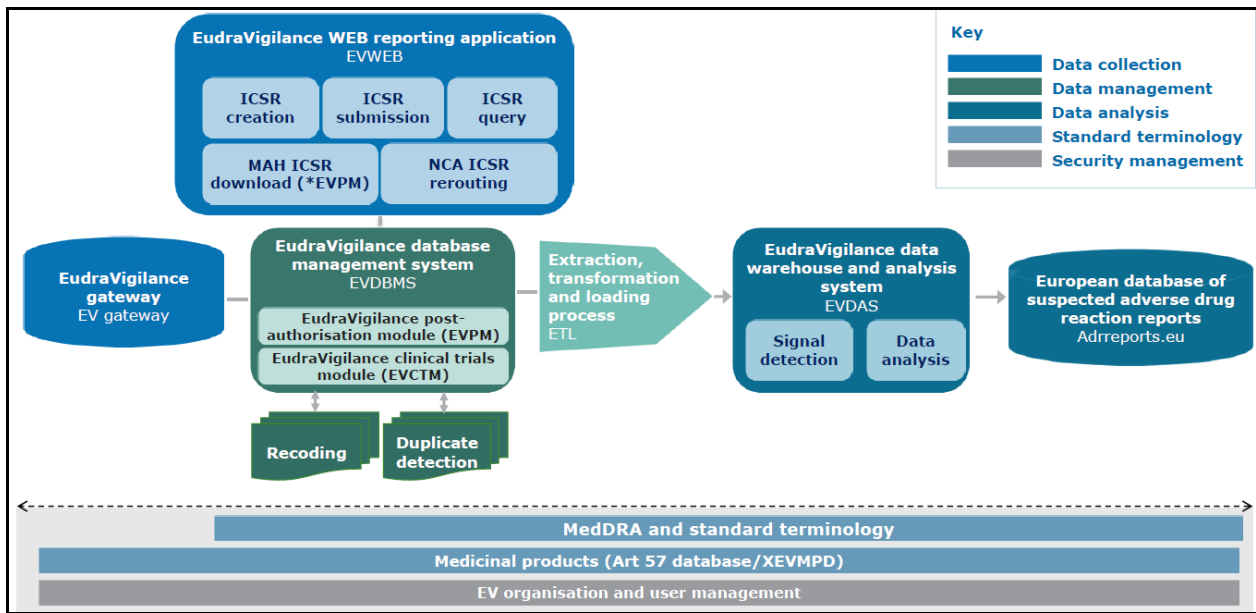 EudraVigilance WEB reporting application
EVWEB
ICSR
creation
ICSR
submission
ICSR
query
MAH ICSR
download (*EVPM)
NCA ICSR
rerouting
Key
Data collection
Data management
Data analysis
Standard terminology
Security management
EudraVigilance
gateway
EV gateway
EudraVigilance database
management system
EVDBMS
EudraVigilance post-
authorisation module (EVPM)
EudraVigilance clinical trials
module (EVCTM)
Recoding
Duplicate
detection
Extraction,
transformation
and loading
process
ETL
EudraVigilance data
warehouse and analysis
system
EVDAS
Signal
detection
Data
analysis
European database of
suspected adverse drug
reaction reports
Adrreports.eu
MedDRA and standard terminology
Medicinal products (Art 57 database/XEVMPD)
EV organisation and user management